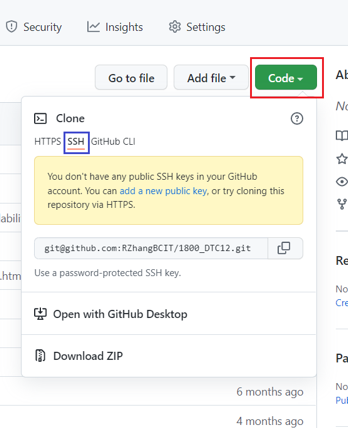 Security Insights Settings
Go to file Add file Code
Ab
Clone
No
HTTPS SSH GitHub CLI
You don't have any public SSH keys in your GitHub
account. You can add a new public key, or try cloning this
repository via HTTPS.
git@github.com:RZhangBCIT/1800_DTC12.git
Use a password-protected SSH key.
Re
.htm
No
Cre
Open with GitHub Desktop
Download ZIP
Pa
No
6 months ago
Pub
4 months ago